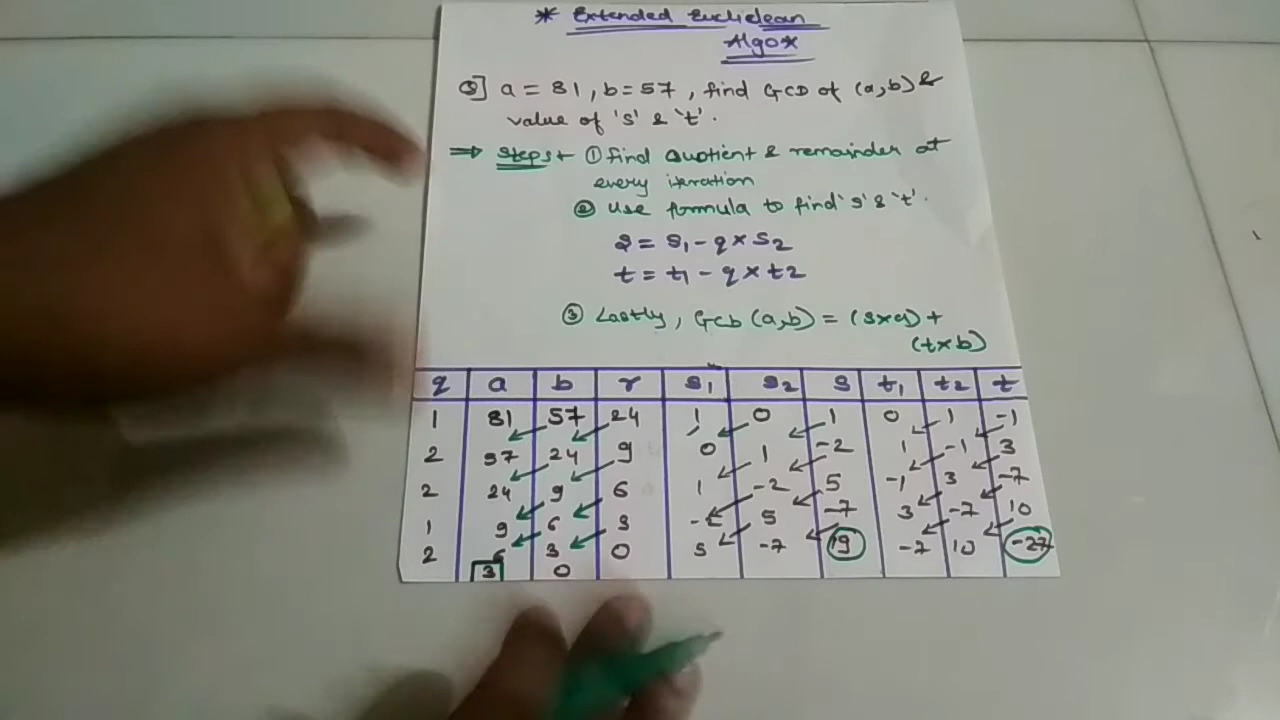 * Extended Euclidean
Algo*
Q] a = 81, b = 57, find GCD of (a,b) &
value of 's' & 't'.
⇒ Steps + ① find Quotient & remainder at
every iteration
② Use formula to find 's' & 't'.
S = S1 - q × S2
t = t1 - q × t2
③ Lastly, GCD (a,b) = (s×a) +
(t×b)
q a b r s1 s2 s t1 t2 t
1 81 57 24 1 0 1 0 1 -1
2 57 24 9 0 1 -2 1 -1 3
2 24 9 6 1 -2 5 -1 3 -7
1 9 6 3 -2 5 -7 3 -7 10
2 6 3 0 5 -7 19 -7 10 -27
3 0